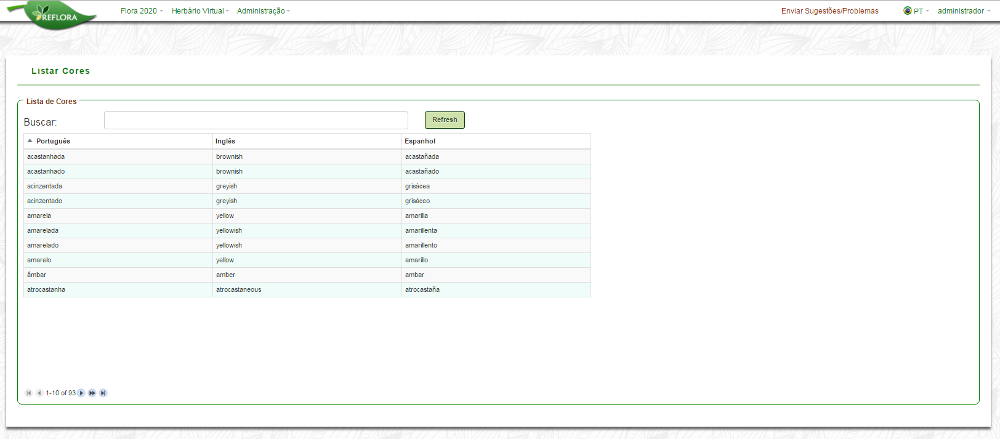 REFLORA Flora 2020 Herbário Virtual Administração Enviar Sugestões/Problemas PT administrador
Listar Cores
Lista de Cores
Buscar: Refresh
Português Inglês Espanhol
acastanhada brownish acastañada
acastanhado brownish acastañado
acinzentada greyish grisácea
acinzentado greyish grisáceo
amarela yellow amarilla
amarelada yellowish amarillenta
amarelado yellowish amarillento
amarelo yellow amarillo
âmbar amber ambar
atrocastanha atrocastaneous atrocastaña
1-10 of 93